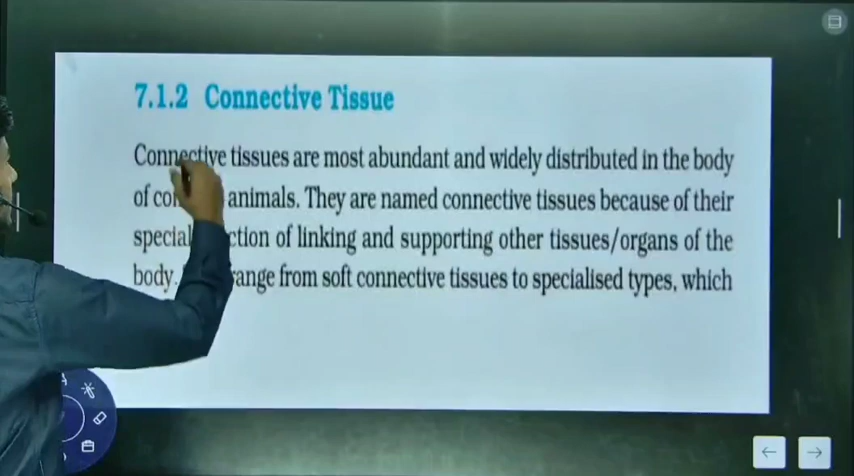 7.1.2 Connective Tissue
Connective tissues are most abundant and widely distributed in the body
of animals. They are named connective tissues because of their
special of linking and supporting other tissues/organs of the
body. range from soft connective tissues to specialised types, which